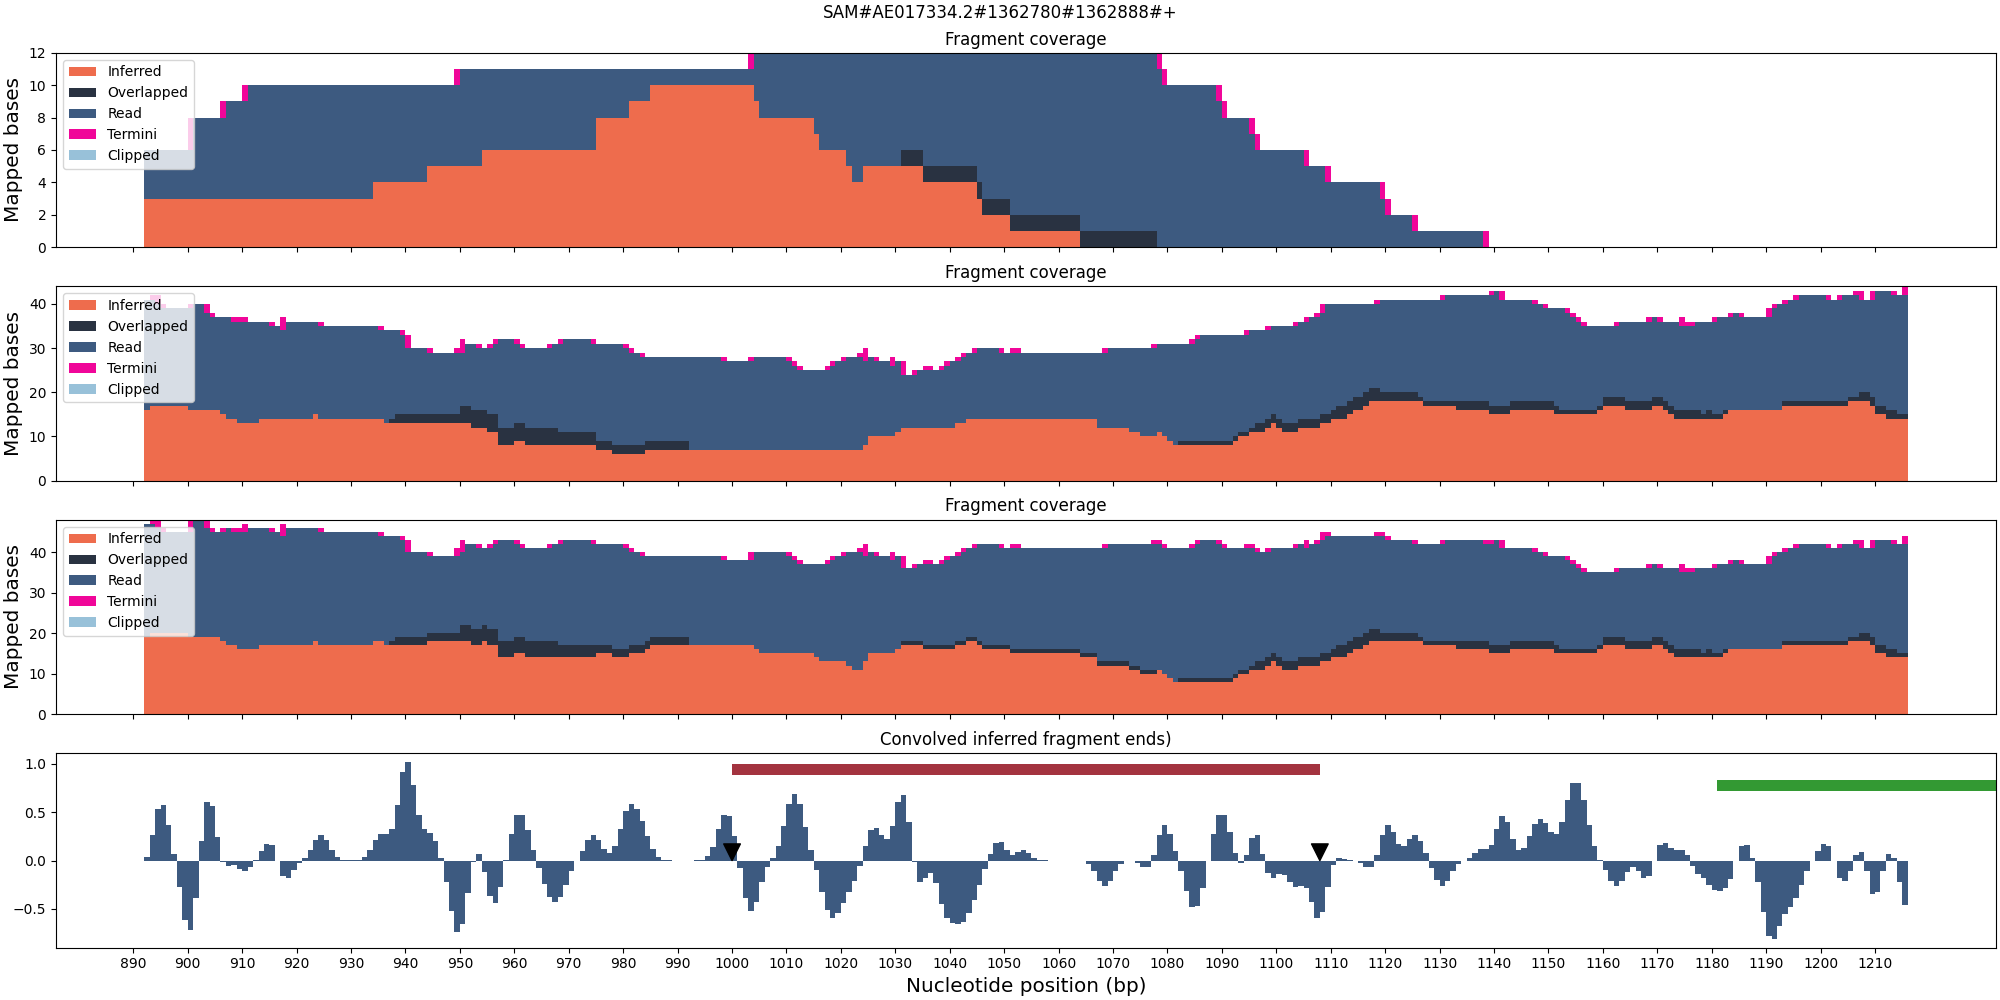 SAM#AE017334.2#1362780#1362888#+
Fragment coverage
Mapped bases
12
10
8
6
4
2
0
Inferred
Overlapped
Read
Termini
Clipped
Fragment coverage
Mapped bases
40
30
20
10
0
Inferred
Overlapped
Read
Termini
Clipped
Fragment coverage
Mapped bases
40
30
20
10
0
Inferred
Overlapped
Read
Termini
Clipped
Convolved inferred fragment ends)
1.0
0.5
0.0
−0.5
890 900 910 920 930 940 950 960 970 980 990 1000 1010 1020 1030 1040 1050 1060 1070 1080 1090 1100 1110 1120 1130 1140 1150 1160 1170 1180 1190 1200 1210
Nucleotide position (bp)